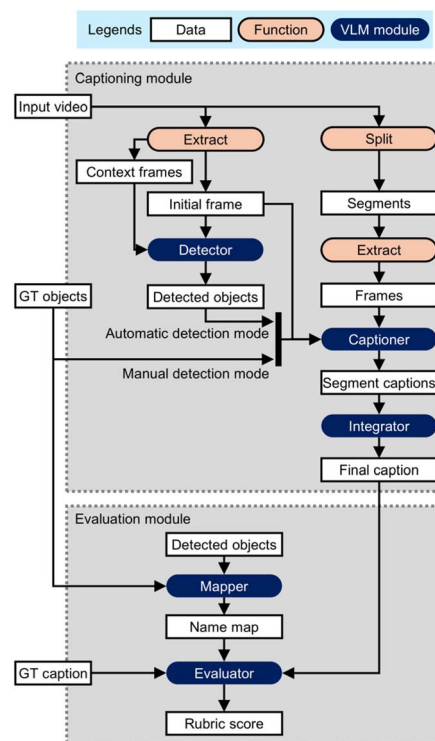 Legends
Data
Function
VLM module
Captioning module
Input video
Extract
Split
Context frames
Initial frame
Segments
Detector
Extract
GT objects
Detected objects
Frames
Automatic detection mode
Captioner
Manual detection mode
Segment captions
Integrator
Final caption
Evaluation module
Detected objects
Mapper
Name map
GT caption
Evaluator
Rubric score